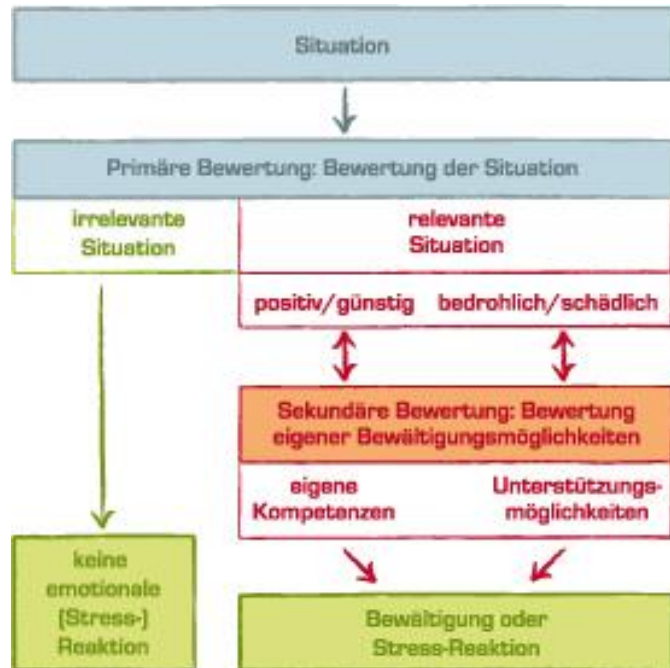 Situation
Primäre Bewertung: Bewertung der Situation
irrelevante
Situation
relevante
Situation
positiv/günstig
bedrohlich/schädlich
Sekundäre Bewertung: Bewertung
eigener Bewältigungsmöglichkeiten
eigene
Kompetenzen
Unterstützungs-
möglichkeiten
keine
emotionale
(Stress-)
Reaktion
Bewältigung oder
Stress-Reaktion